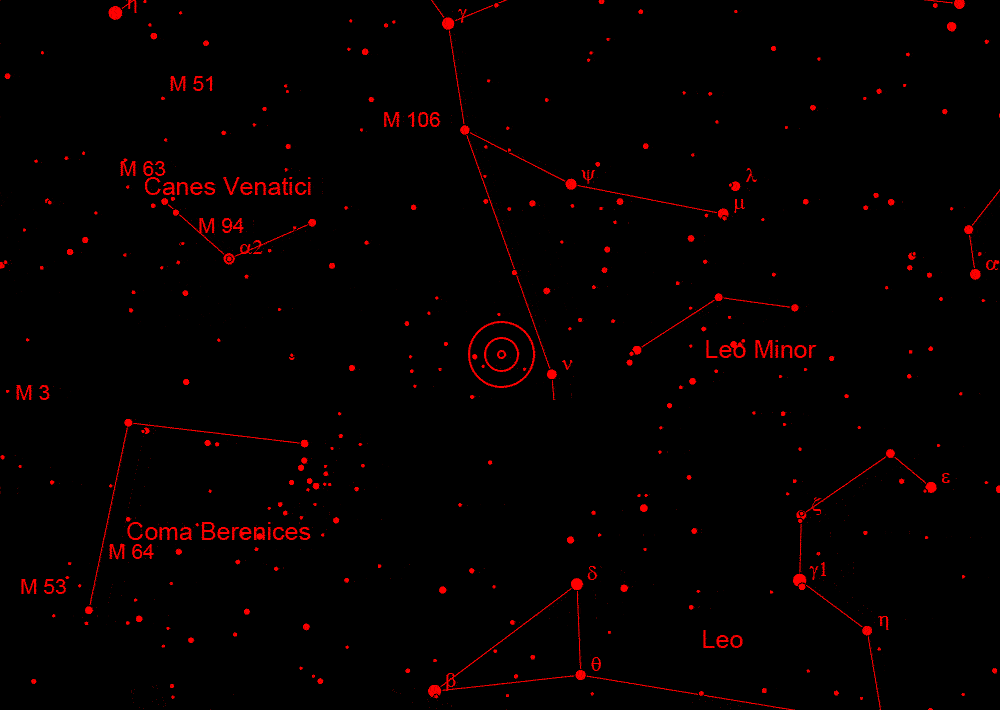 η
γ
M 51
M 106
M 63
ψ
λ
Canes Venatici
μ
M 94
α2
α
Leo Minor
ν
M 3
ε
ζ
Coma Berenices
M 64
δ
γ1
M 53
η
Leo
θ
β